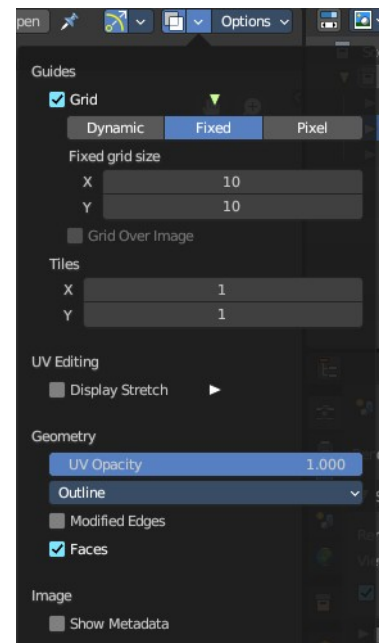 pen
Options
Guides
Grid
Dynamic Fixed Pixel
Fixed grid size
X 10
Y 10
Grid Over Image
Tiles
X 1
Y 1
UV Editing
Display Stretch
Geometry
UV Opacity 1.000
Outline
Modified Edges
Faces
Image
Show Metadata